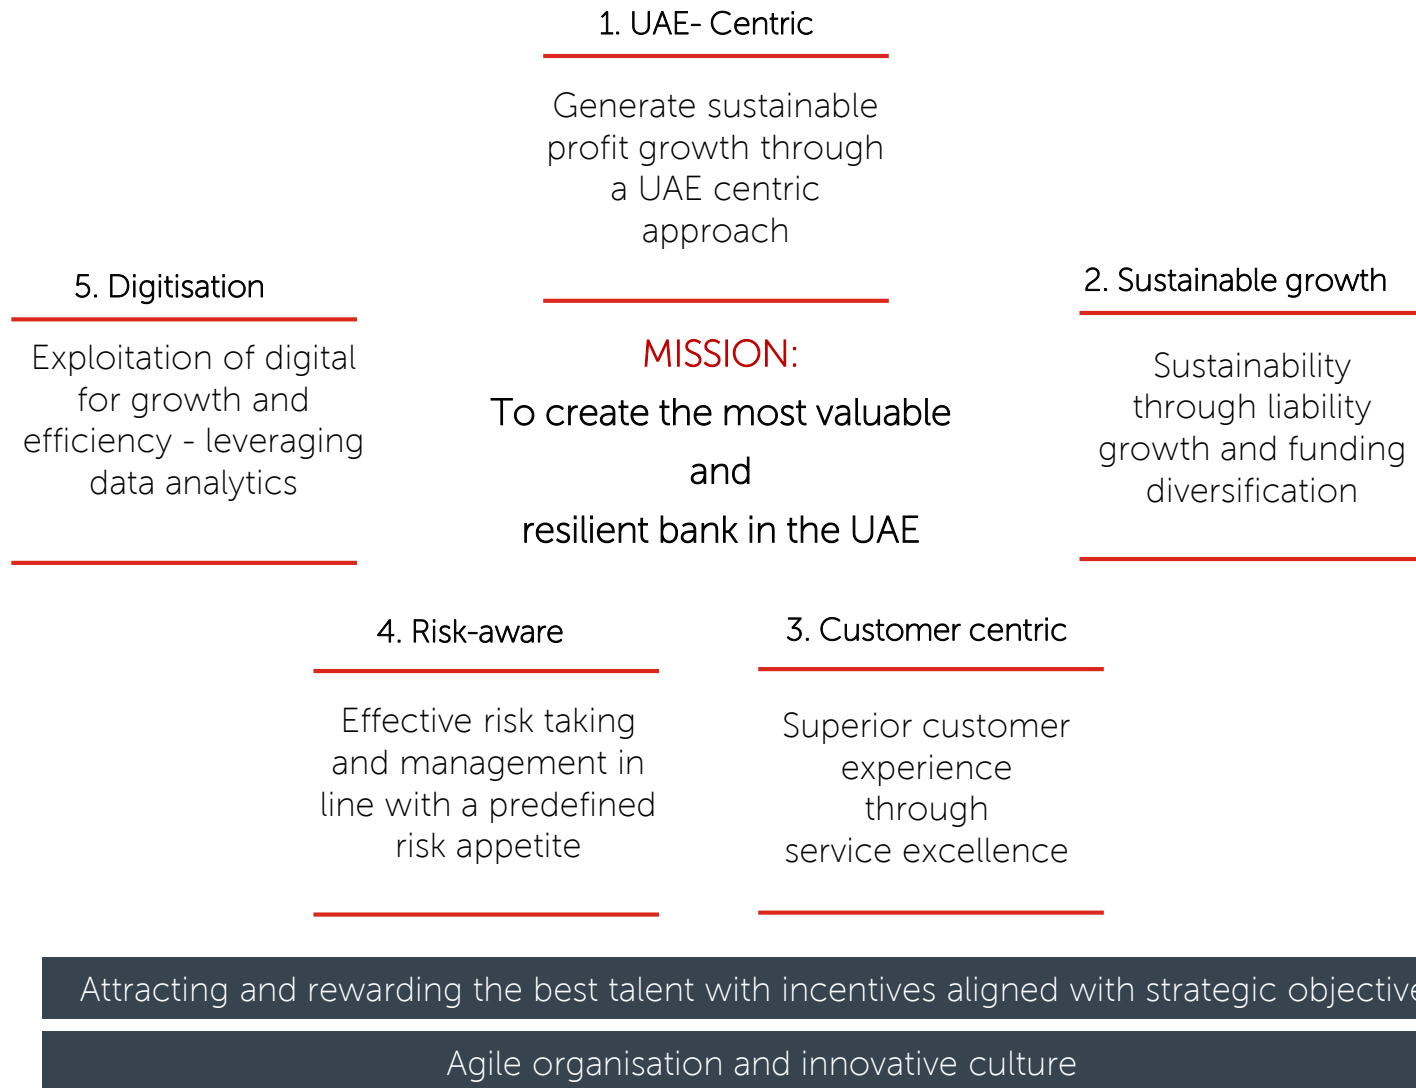 1. UAE- Centric
Generate sustainable
profit growth through
a UAE centric
approach
5. Digitisation
Exploitation of digital
for growth and
efficiency - leveraging
data analytics
MISSION:
To create the most valuable
and
resilient bank in the UAE
2. Sustainable growth
Sustainability
through liability
growth and funding
diversification
4. Risk-aware
Effective risk taking
and management in
line with a predefined
risk appetite
3. Customer centric
Superior customer
experience
through
service excellence
Attracting and rewarding the best talent with incentives aligned with strategic objective
Agile organisation and innovative culture